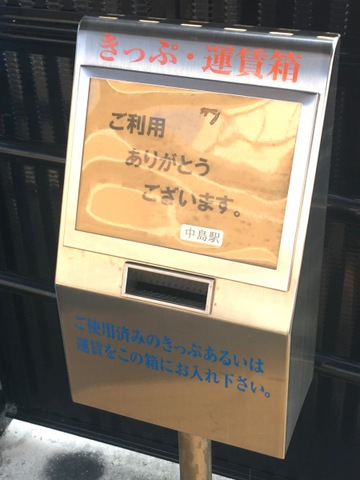 きっぷ・運賃箱
ご利用
ありがとう
ございます。
中島駅
ご使用済みのきっぷあるいは
運賃をこの箱にお入れ下さい。